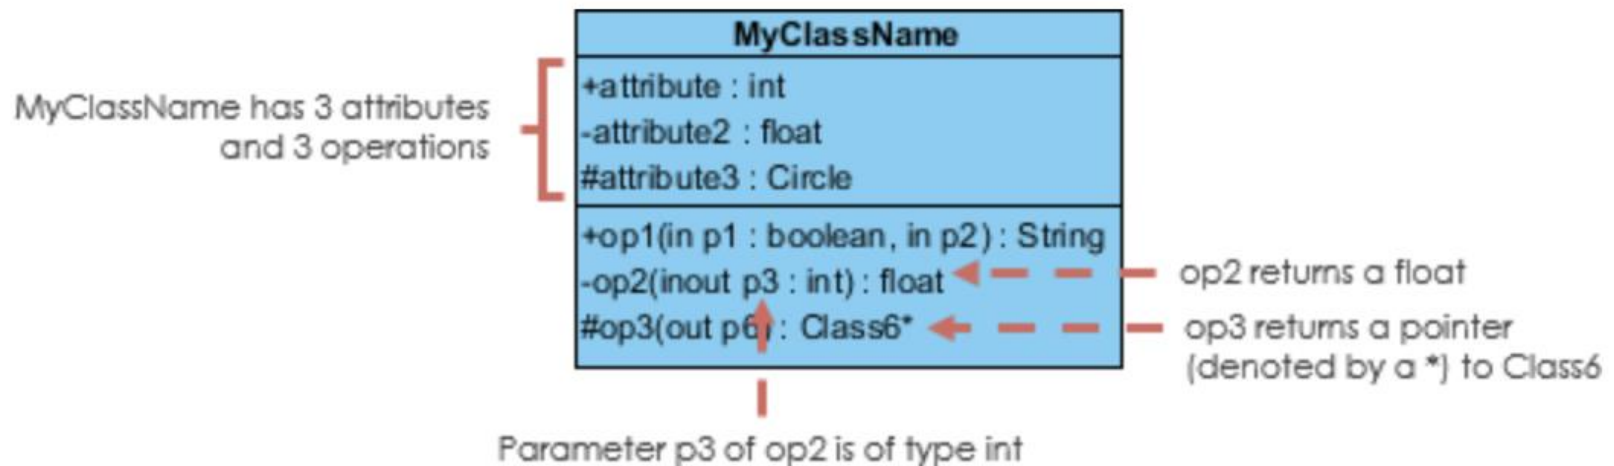 MyClassName
MyClassName has 3 attributes
and 3 operations
+attribute : int
-attribute2 : float
#attribute3 : Circle
+op1(in p1 : boolean, in p2) : String
-op2(inout p3 : int) : float
#op3(out p6) : Class6*
op2 returns a float
op3 returns a pointer
(denoted by a *) to Class6
Parameter p3 of op2 is of type int